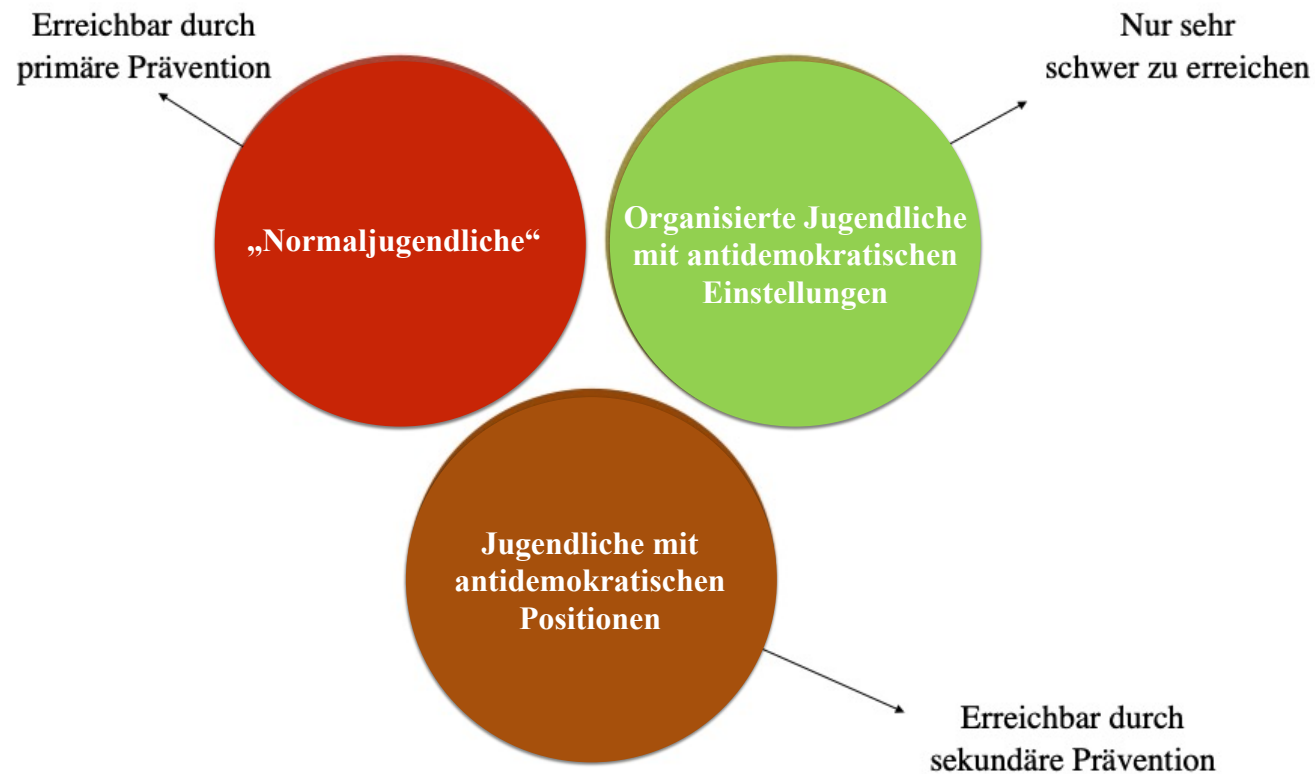 Erreichbar durch
primäre Prävention
Nur sehr
schwer zu erreichen
„Normaljugendliche“
Organisierte Jugendliche
mit antidemokratischen
Einstellungen
Jugendliche mit
antidemokratischen
Positionen
Erreichbar durch
sekundäre Prävention